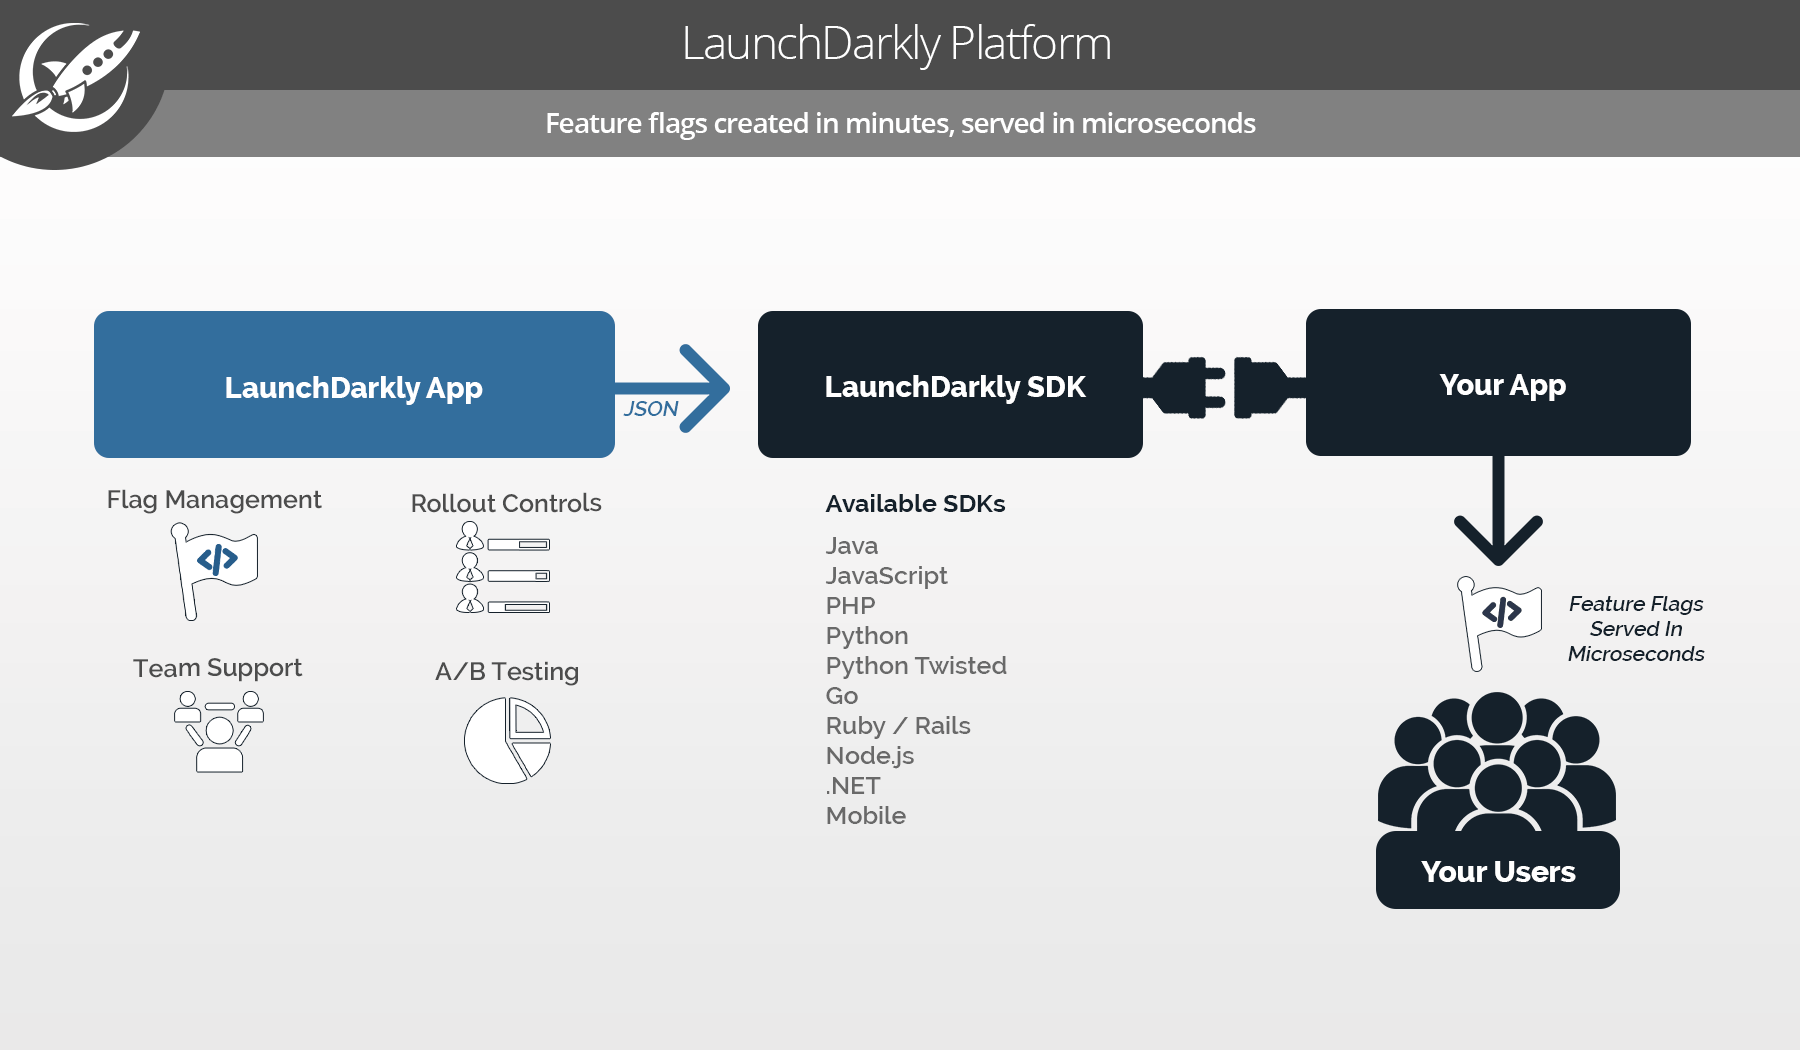 LaunchDarkly Platform
Feature flags created in minutes, served in microseconds
LaunchDarkly App
JSON
LaunchDarkly SDK
Your App
Flag Management
</>
Rollout Controls
Team Support
A/B Testing
Available SDKs
Java
JavaScript
PHP
Python
Python Twisted
Go
Ruby / Rails
Node.js
.NET
Mobile
</>
Feature Flags
Served In
Microseconds
Your Users